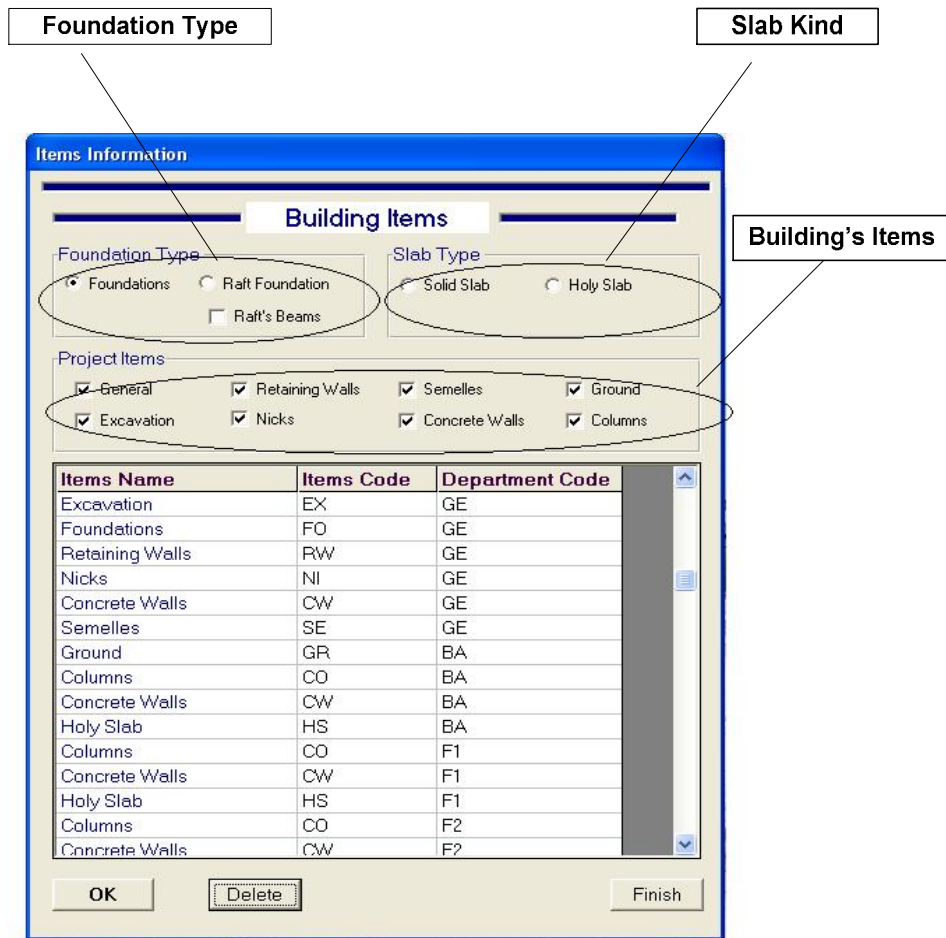 Foundation Type
Slab Kind
Items Information
Building Items
Building's Items
Foundation Type
Slab Type
Foundations Raft Foundation
Solid Slab Holy Slab
Raft's Beams
Project Items
General Retaining Walls Semelles Ground
Excavation Nicks Concrete Walls Columns
Items Name Items Code Department Code
Excavation EX GE
Foundations FO GE
Retaining Walls RW GE
Nicks NI GE
Concrete Walls CW GE
Semelles SE GE
Ground GR BA
Columns CO BA
Concrete Walls CW BA
Holy Slab HS BA
Columns CO F1
Concrete Walls CW F1
Holy Slab HS F1
Columns CO F2
Concrete Walls CW F2
OK Delete Finish